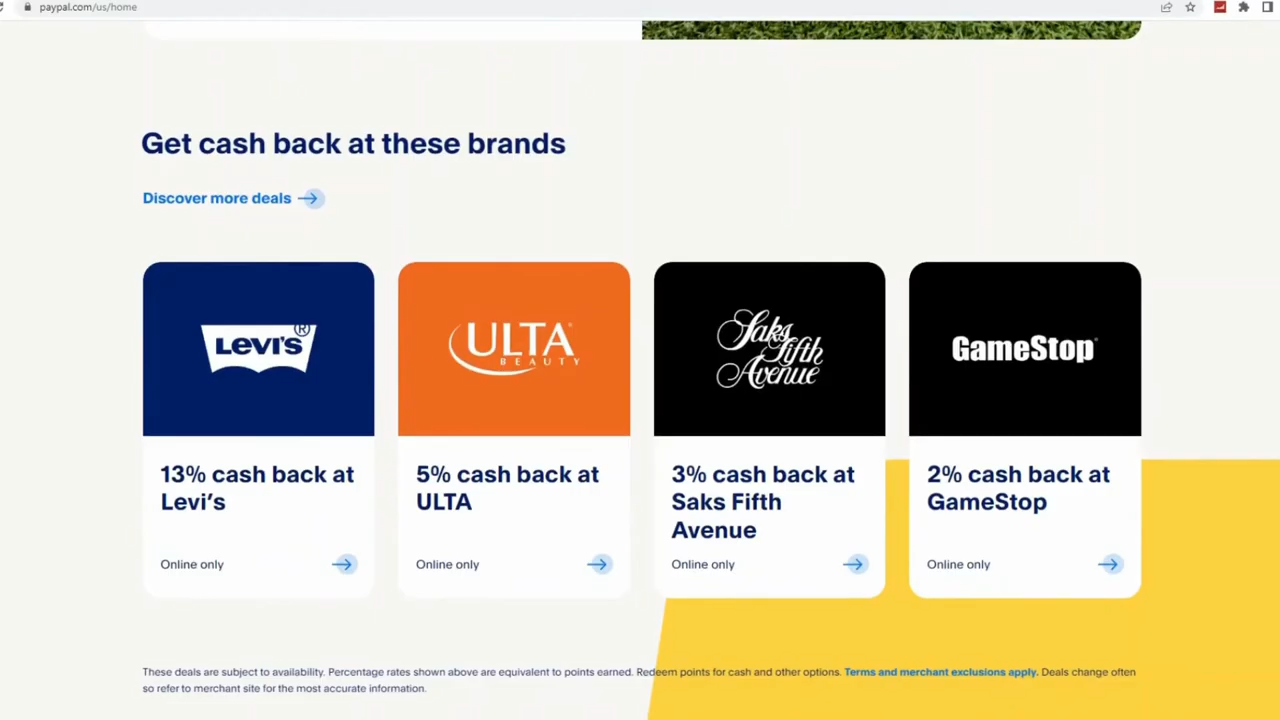 paypal.com/us/home
Get cash back at these brands
Discover more deals
LEVI'S®
ULTA
BEAUTY
Saks
Fifth
Avenue
GameStop
13% cash back at
Levi’s
Online only
5% cash back at
ULTA
Online only
3% cash back at
Saks Fifth
Avenue
Online only
2% cash back at
GameStop
Online only
These deals are subject to availability. Percentage rates shown above are equivalent to points earned. Redeem points for cash and other options. Terms and merchant exclusions apply. Deals change often
so refer to merchant site for the most accurate information.